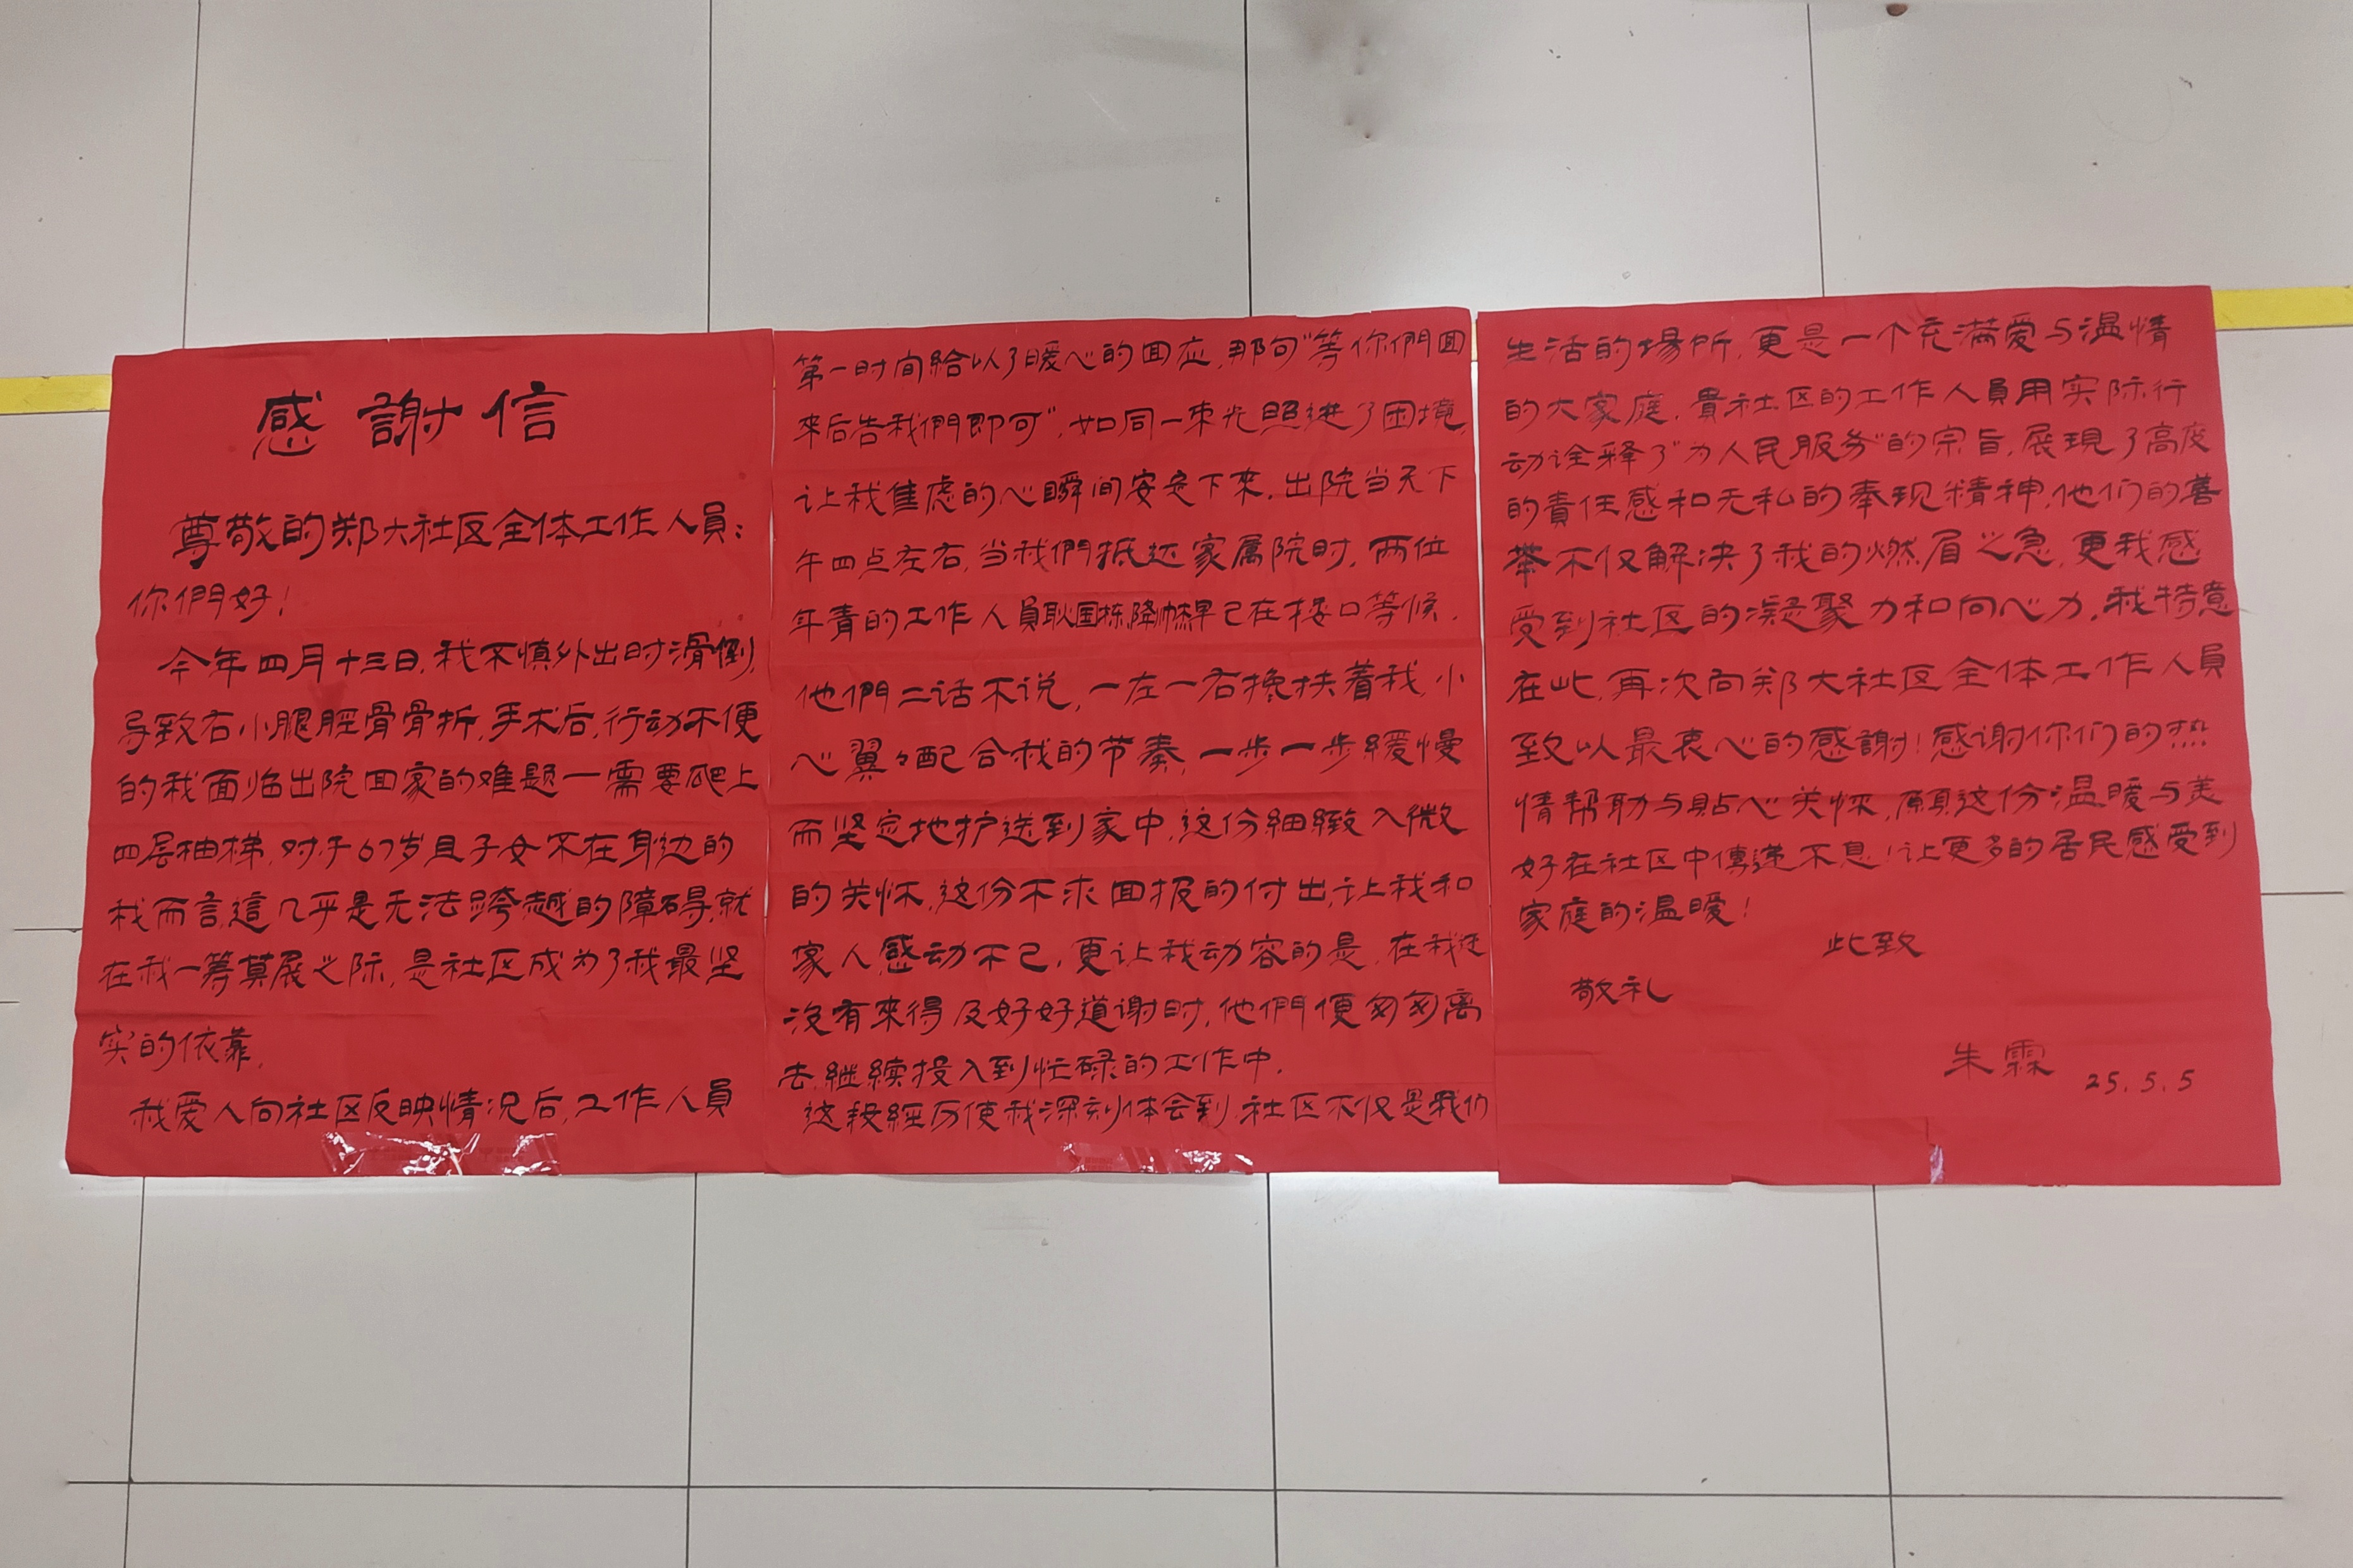 感謝信
尊敬的郑大社区全体工作人員：
你們好！
今年四月十三日，我不慎外出时滑倒，
导致右小腿胫骨骨折，手术后，行动不便
的我面临出院回家的难题一需要爬上
四层抽梯，对于67岁且子女不在身边的
我而言，這几乎是无法跨越的障碍，就
在我一筹莫展之际，是社区成为了我最坚
实的依靠，
我爱人向社区反映情况后，工作人員
第一时间給以了暖心的回应，那句"等你們回
來后告我們即可"，如同一束光照进了困境，
让我焦虑的心瞬间安定下來，出院当天下
午四点左右，当我們抵达家属院时，两位
年青的工作人員耿国栋,降帅杰早已在楼口等候．
他們二话不说，一左一右搀扶着我，小
心翼々配合我的节奏，一步一步緩慢
而坚定地护送到家中，这份細緻入微
的关怀，这份不求回报的付出，让我和
家人感动不已，更让我动容的是，在我还
没有來得及好好道谢时，他們便匆匆离
去，継续投入到忙碌的工作中．
这段經历使我深刻体会到，社区不仅是我们
生活的場所，更是一个充满爱与温情
的大家庭，貴社区的工作人員用实际行
动诠释了"为人民服务"的宗旨，展現了高度
的責任感和无私的奉现精神，他们的善
举不仅解决了我的燃眉之急，更我感
受到社区的凝聚力和向心力，我特意
在此，再次向郑大社区全体工作人員
致以最衷心的感謝！感谢你们的热
情帮助与貼心关怀，願这份温暖与美
好在社区中傳递不息！让更多的居民感受到
家庭的温暖！
此致
敬礼
朱霖
25.5.5